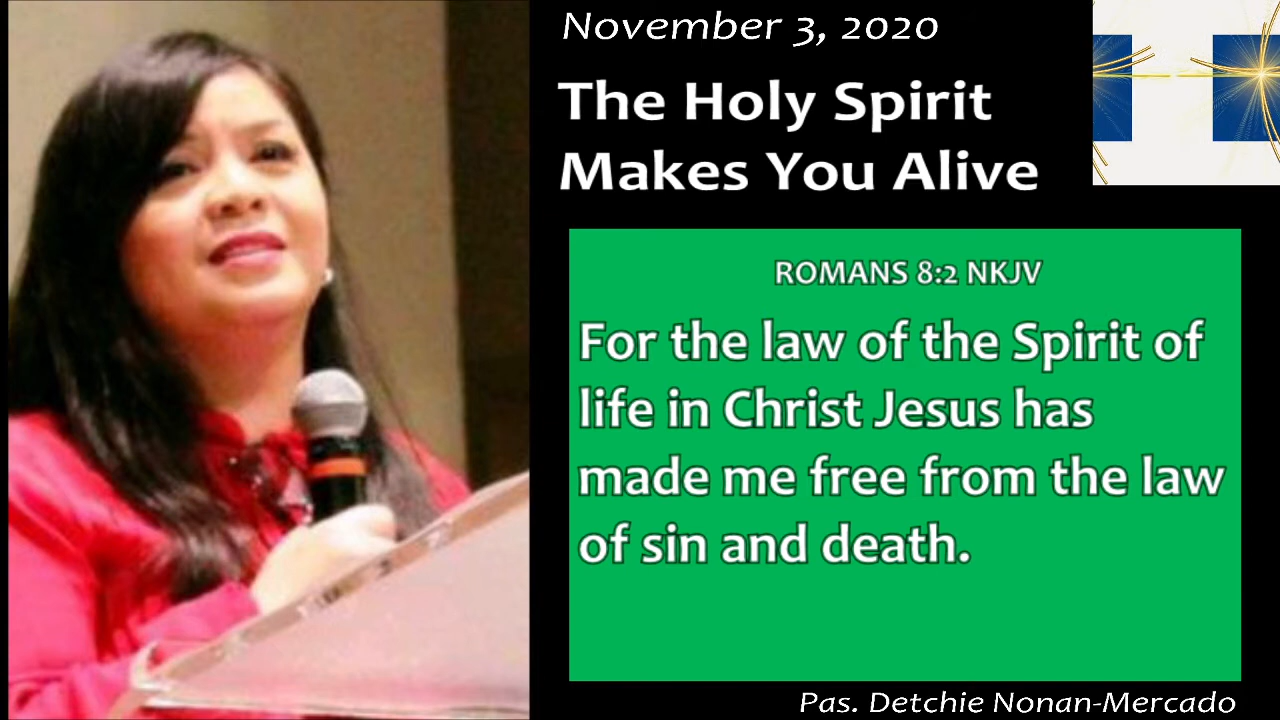 November 3, 2020
The Holy Spirit
Makes You Alive
ROMANS 8:2 NKJV
For the law of the Spirit of
life in Christ Jesus has
made me free from the law
of sin and death.
Pas. Detchie Nonan-Mercado